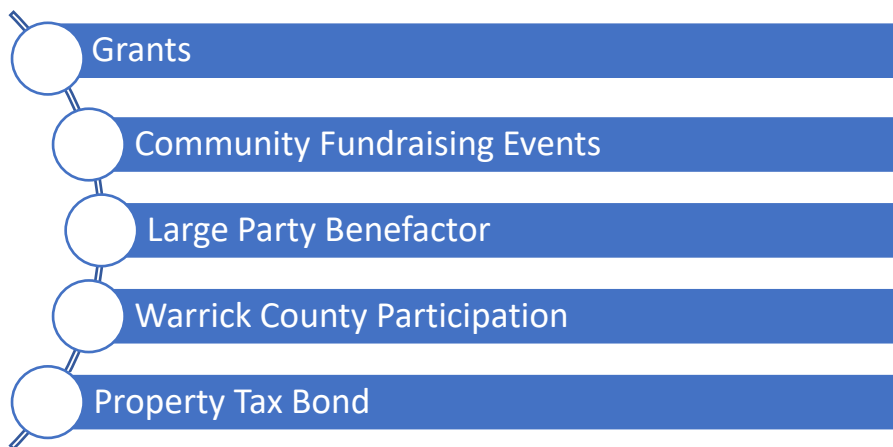 Grants
Community Fundraising Events
Large Party Benefactor
Warrick County Participation
Property Tax Bond